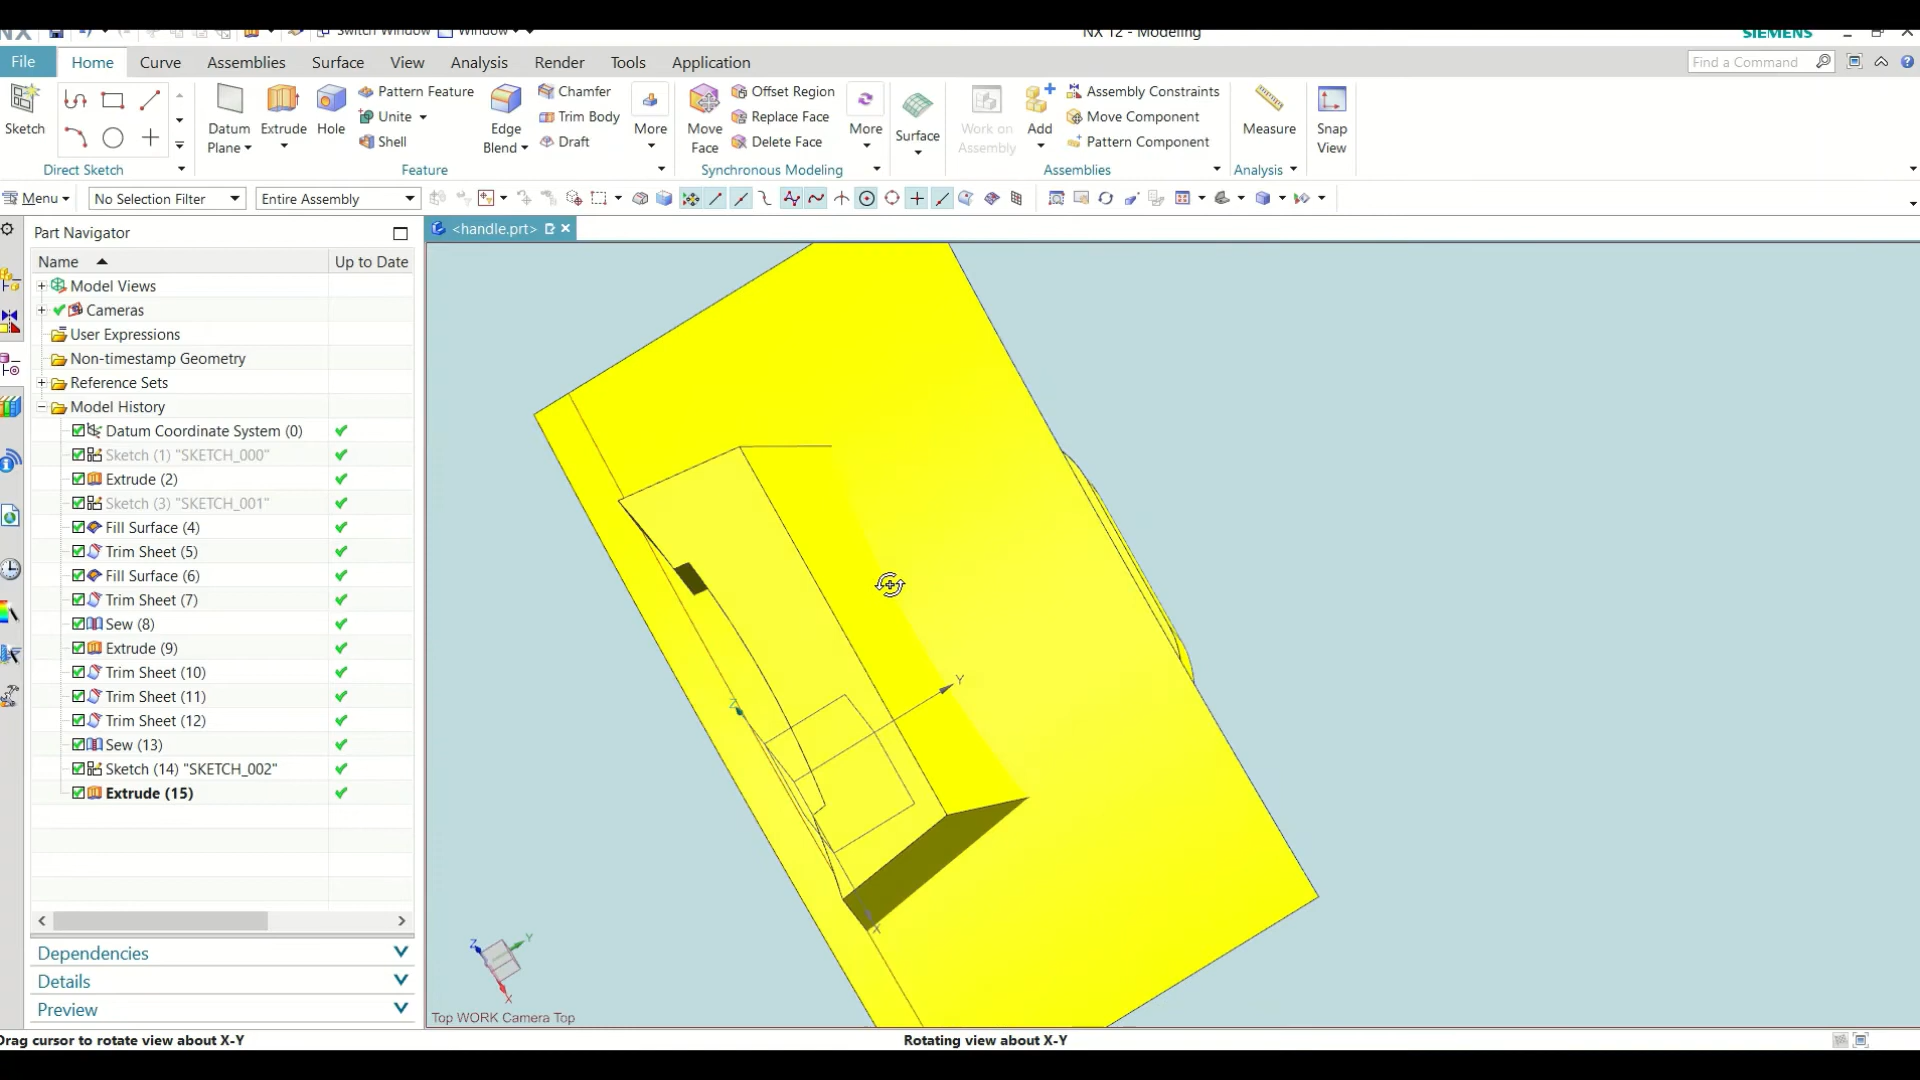 NX
Switch Window
Window
NX 12 - Modeling
SIEMENS
File
Home
Curve
Assemblies
Surface
View
Analysis
Render
Tools
Application
Find a Command
Sketch
Direct Sketch
Datum
Plane
Extrude
Hole
Pattern Feature
Unite
Shell
Edge
Blend
Chamfer
Trim Body
Draft
More
Feature
Move
Face
Offset Region
Replace Face
Delete Face
More
Synchronous Modeling
Surface
Work on
Assembly
Add
Assembly Constraints
Move Component
Pattern Component
Assemblies
Measure
Analysis
Snap
View
Menu
No Selection Filter
Entire Assembly
Part Navigator
<handle.prt>
Name
Up to Date
Model Views
Cameras
User Expressions
Non-timestamp Geometry
Reference Sets
Model History
Datum Coordinate System (0)
Sketch (1) "SKETCH_000"
Extrude (2)
Sketch (3) "SKETCH_001"
Fill Surface (4)
Trim Sheet (5)
Fill Surface (6)
Trim Sheet (7)
Sew (8)
Extrude (9)
Trim Sheet (10)
Trim Sheet (11)
Trim Sheet (12)
Sew (13)
Sketch (14) "SKETCH_002"
Extrude (15)
Dependencies
Details
Preview
Y
Z
X
Z
Y
X
Top WORK Camera Top
Drag cursor to rotate view about X-Y
Rotating view about X-Y